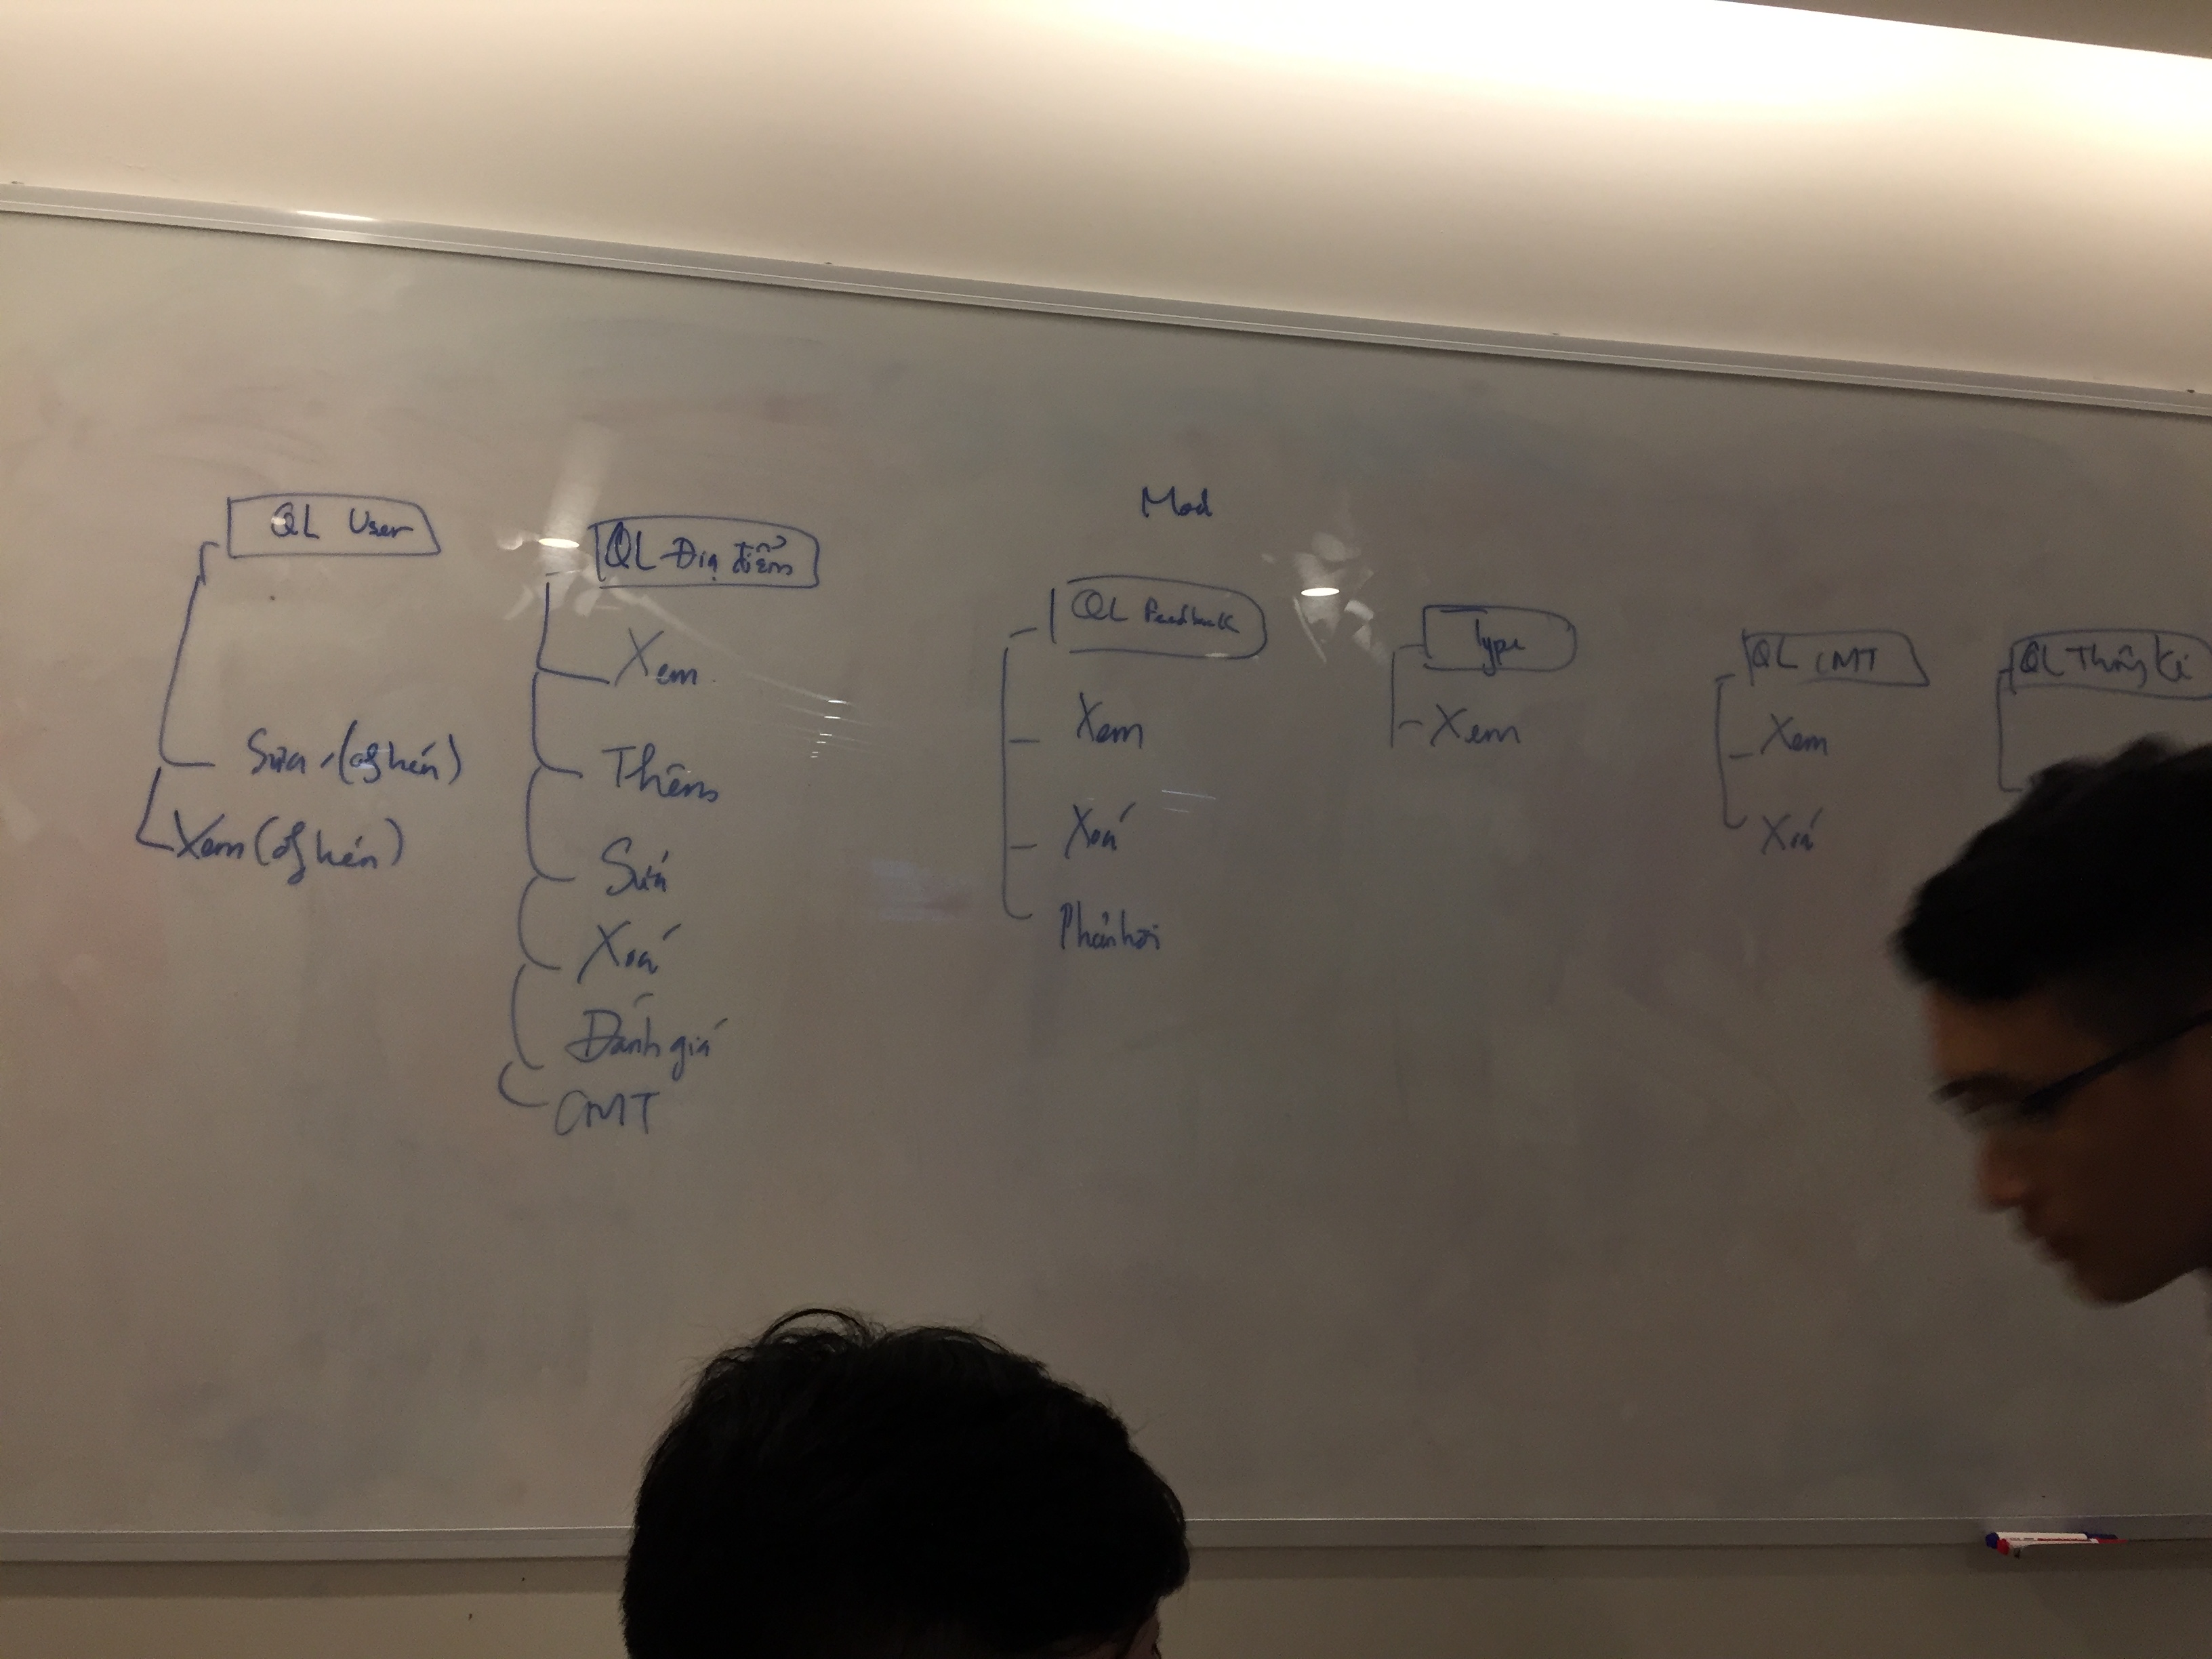 Mod
QL User
Sửa (cá nhân)
Xem (cá nhân)
QL Địa điểm
Xem
Thêm
Sửa
Xoá
Đánh giá
CMT
QL Feedback
Xem
Xoá
Phản hồi
Type
Xem
QL CMT
Xem
Xoá
QL Thống kê